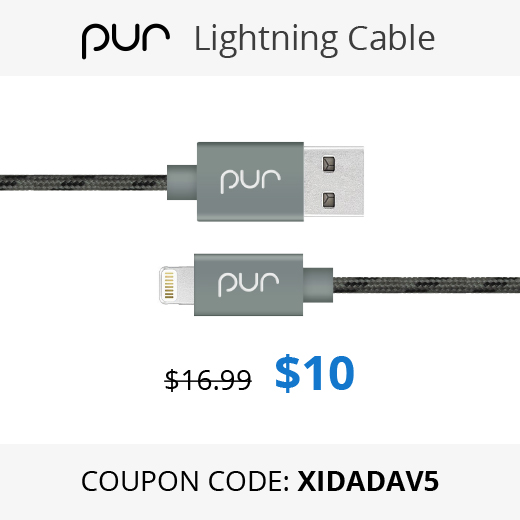 pur Lightning Cable
pur
pur
$16.99 $10
COUPON CODE: XIDADAV5